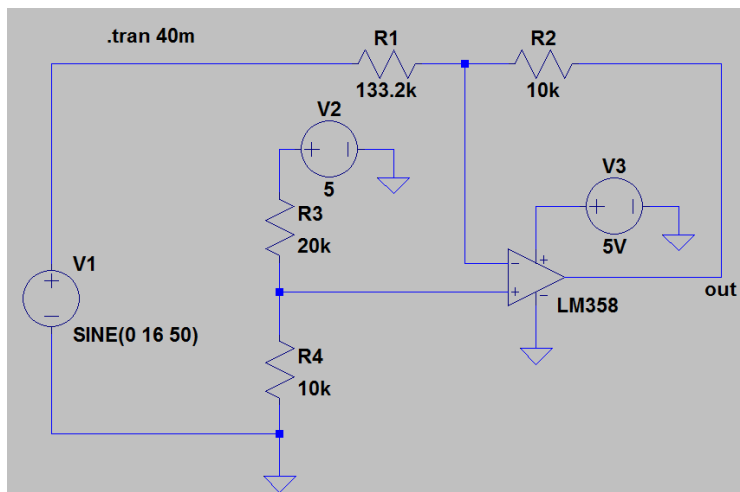 .tran 40m
R1
133.2k
R2
10k
V2
+
5
V3
+
5V
R3
20k
V1
+
SINE(0 16 50)
R4
10k
LM358
out